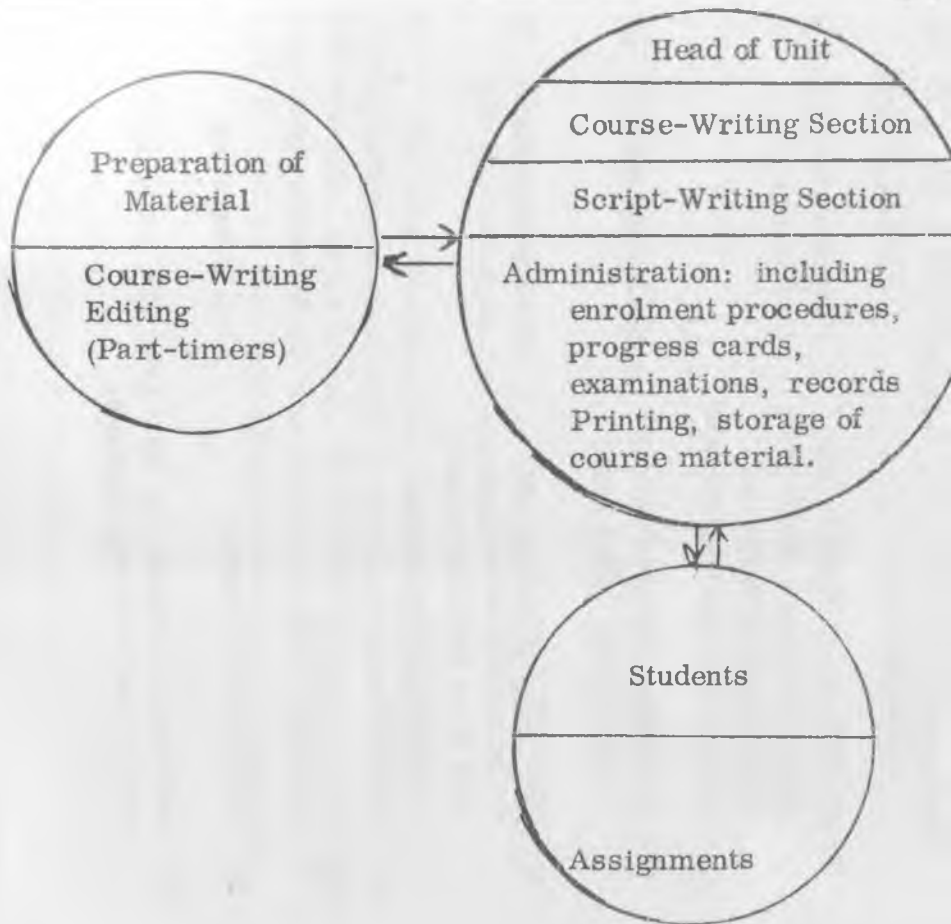 Preparation of
Material
Course-Writing
Editing
(Part-timers)
Head of Unit
Course-Writing Section
Script-Writing Section
Administration: including
enrolment procedures,
progress cards,
examinations, records
Printing, storage of
course material.
Students
Assignments